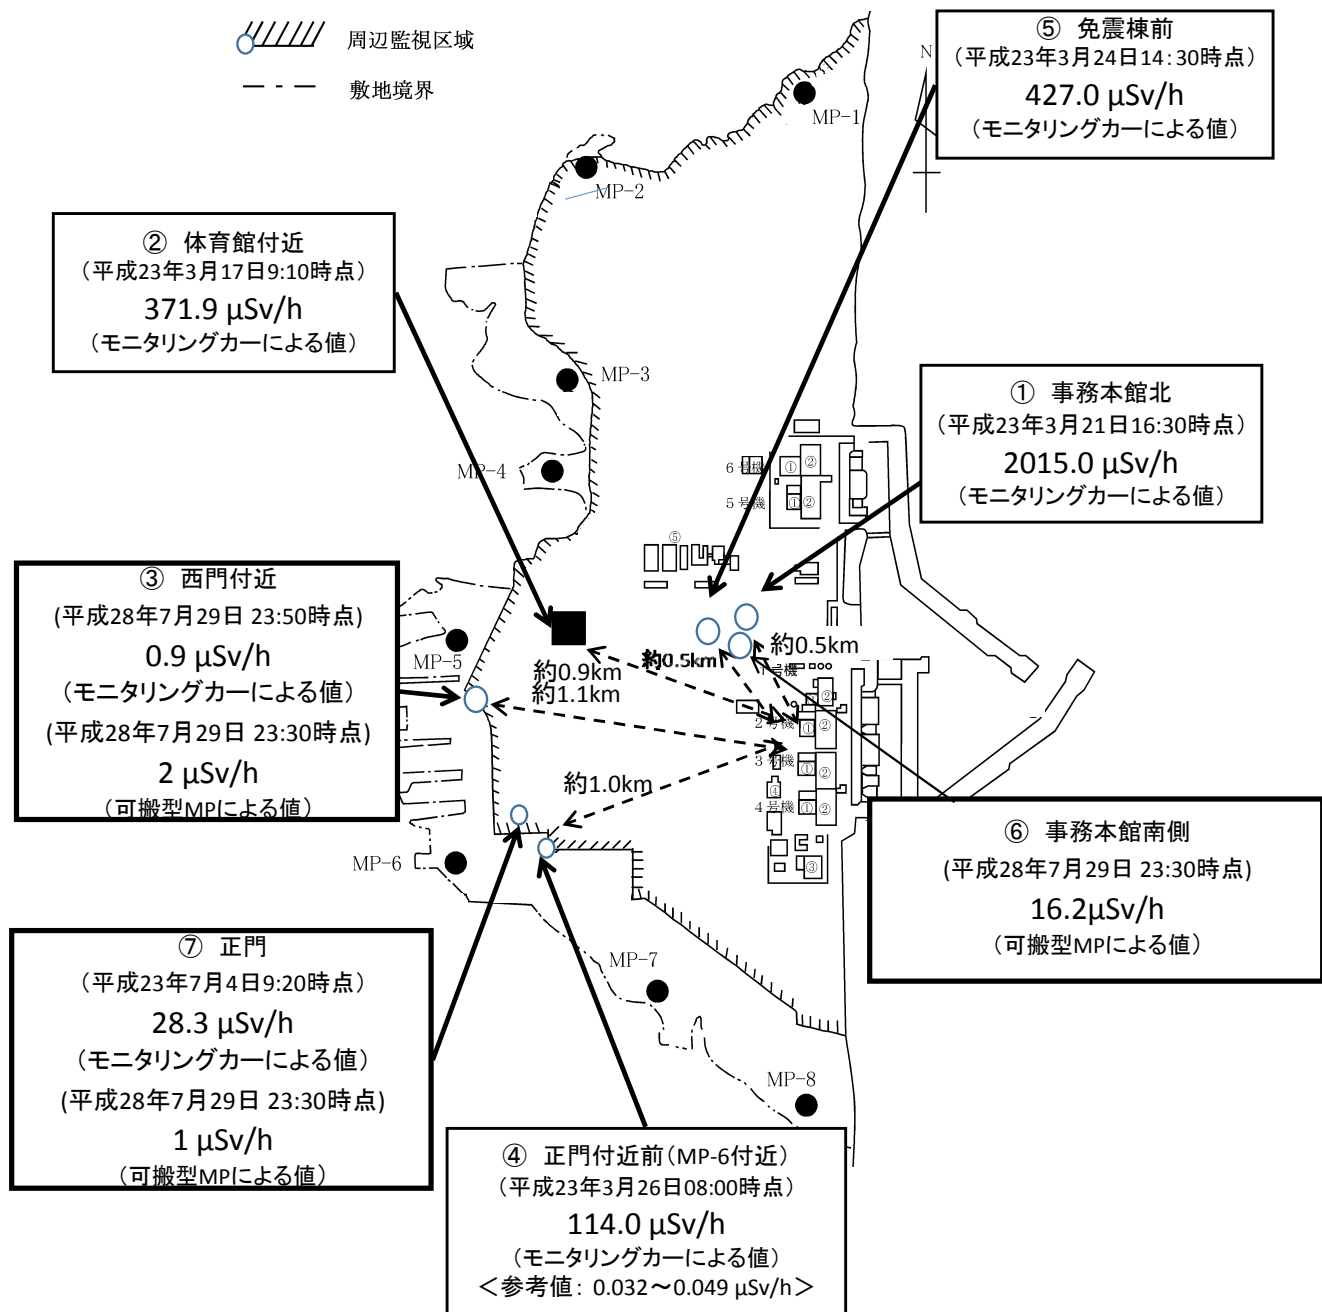 周辺監視区域
敷地境界
⑤ 免震棟前
(平成23年3月24日14:30時点)
427.0 μSv/h
(モニタリングカーによる値)
N
MP-1
MP-2
② 体育館付近
(平成23年3月17日9:10時点)
371.9 μSv/h
(モニタリングカーによる値)
MP-3
① 事務本館北
(平成23年3月21日16:30時点)
2015.0 μSv/h
(モニタリングカーによる値)
MP-4
6号機
① ②
5号機
① ②
⑤
③ 西門付近
(平成28年7月29日 23:50時点)
0.9 μSv/h
(モニタリングカーによる値)
(平成28年7月29日 23:30時点)
2 μSv/h
(可搬型MPによる値)
MP-5
約0.9km
約1.1km
約0.5km
約0.5km
1号機
②
2号機
① ②
3号機
① ②
④
4号機
① ②
③
約1.0km
MP-6
⑥ 事務本館南側
(平成28年7月29日 23:30時点)
16.2μSv/h
(可搬型MPによる値)
⑦ 正門
(平成23年7月4日9:20時点)
28.3 μSv/h
(モニタリングカーによる値)
(平成28年7月29日 23:30時点)
1 μSv/h
(可搬型MPによる値)
MP-7
MP-8
④ 正門付近前(MP-6付近)
(平成23年3月26日08:00時点)
114.0 μSv/h
(モニタリングカーによる値)
<参考値: 0.032～0.049 μSv/h>